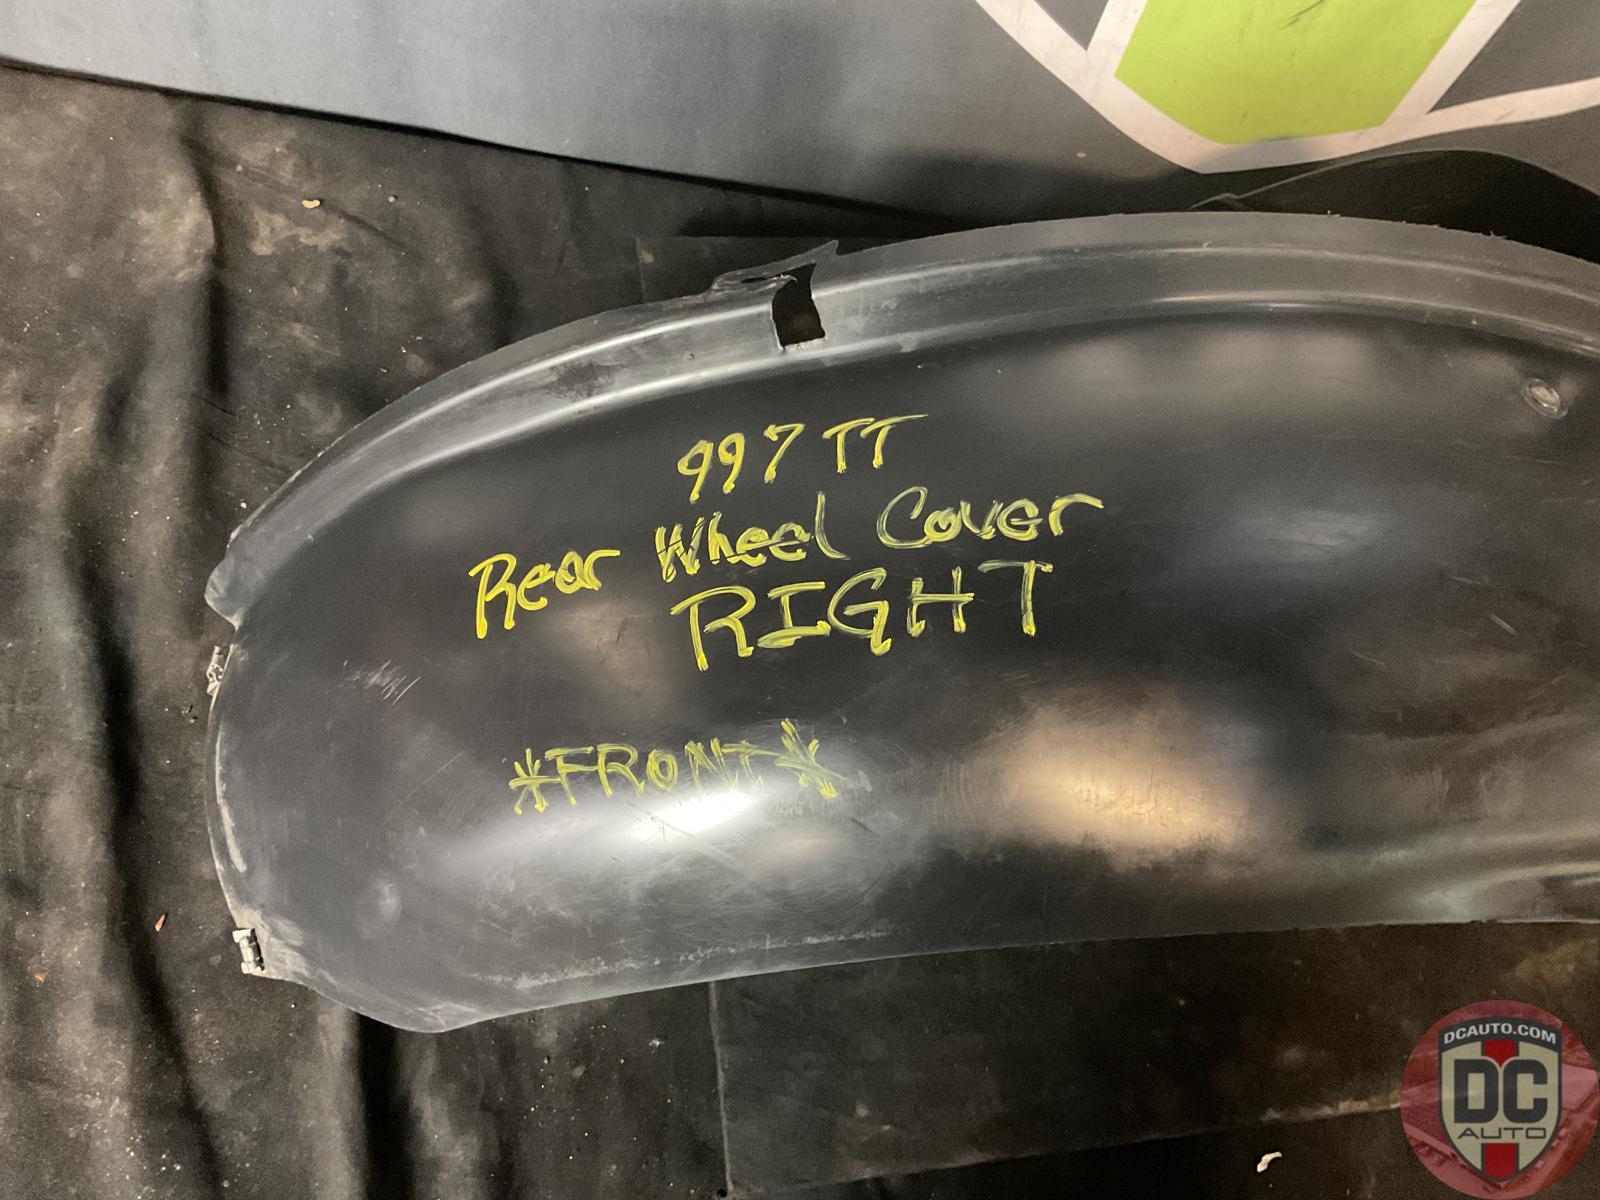 997 TT
Rear Wheel Cover
RIGHT
*FRONT*
DCAUTO.COM
DC
AUTO